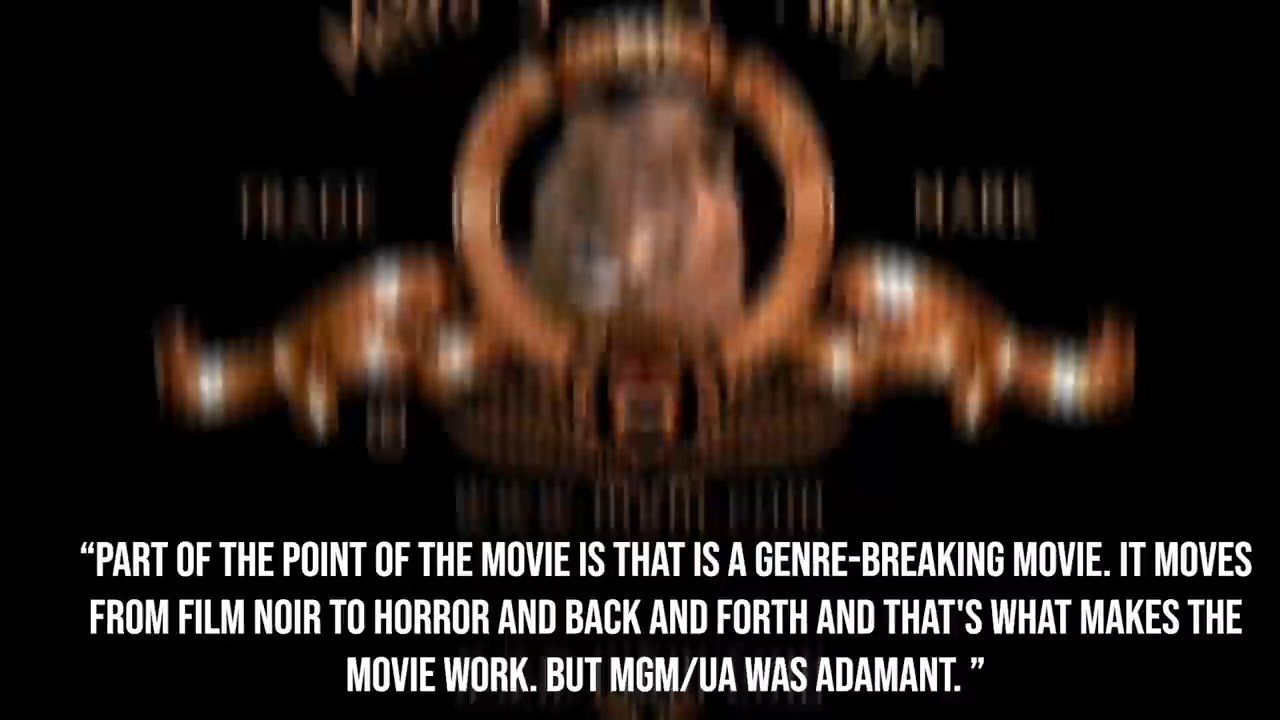 “PART OF THE POINT OF THE MOVIE IS THAT IS A GENRE-BREAKING MOVIE. IT MOVES
FROM FILM NOIR TO HORROR AND BACK AND FORTH AND THAT'S WHAT MAKES THE
MOVIE WORK. BUT MGM/UA WAS ADAMANT. ”